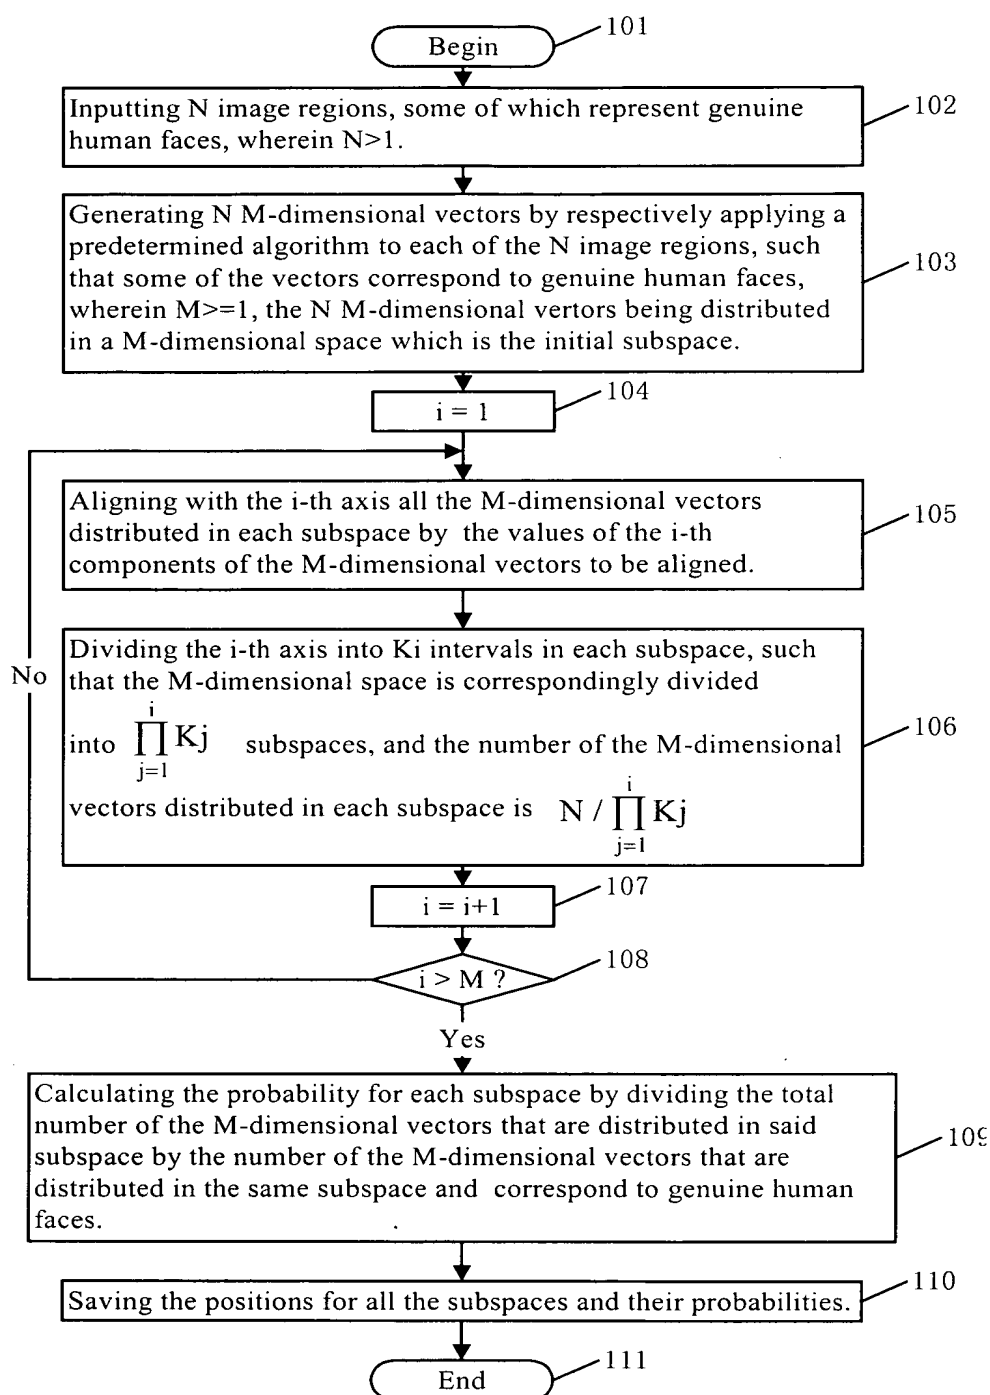 Begin
101
Inputting N image regions, some of which represent genuine
human faces, wherein N>1.
102
Generating N M-dimensional vectors by respectively applying a
predetermined algorithm to each of the N image regions, such
that some of the vectors correspond to genuine human faces,
wherein M>=1, the N M-dimensional vertors being distributed
in a M-dimensional space which is the initial subspace.
103
i = 1
104
Aligning with the i-th axis all the M-dimensional vectors
distributed in each subspace by the values of the i-th
components of the M-dimensional vectors to be aligned.
105
Dividing the i-th axis into Ki intervals in each subspace, such
that the M-dimensional space is correspondingly divided
into ∏ i j=1 Kj subspaces, and the number of the M-dimensional
vectors distributed in each subspace is N / ∏ i j=1 Kj
106
No
i = i+1
107
i > M ?
108
Yes
Calculating the probability for each subspace by dividing the total
number of the M-dimensional vectors that are distributed in said
subspace by the number of the M-dimensional vectors that are
distributed in the same subspace and correspond to genuine human
faces.
109
Saving the positions for all the subspaces and their probabilities.
110
End
111